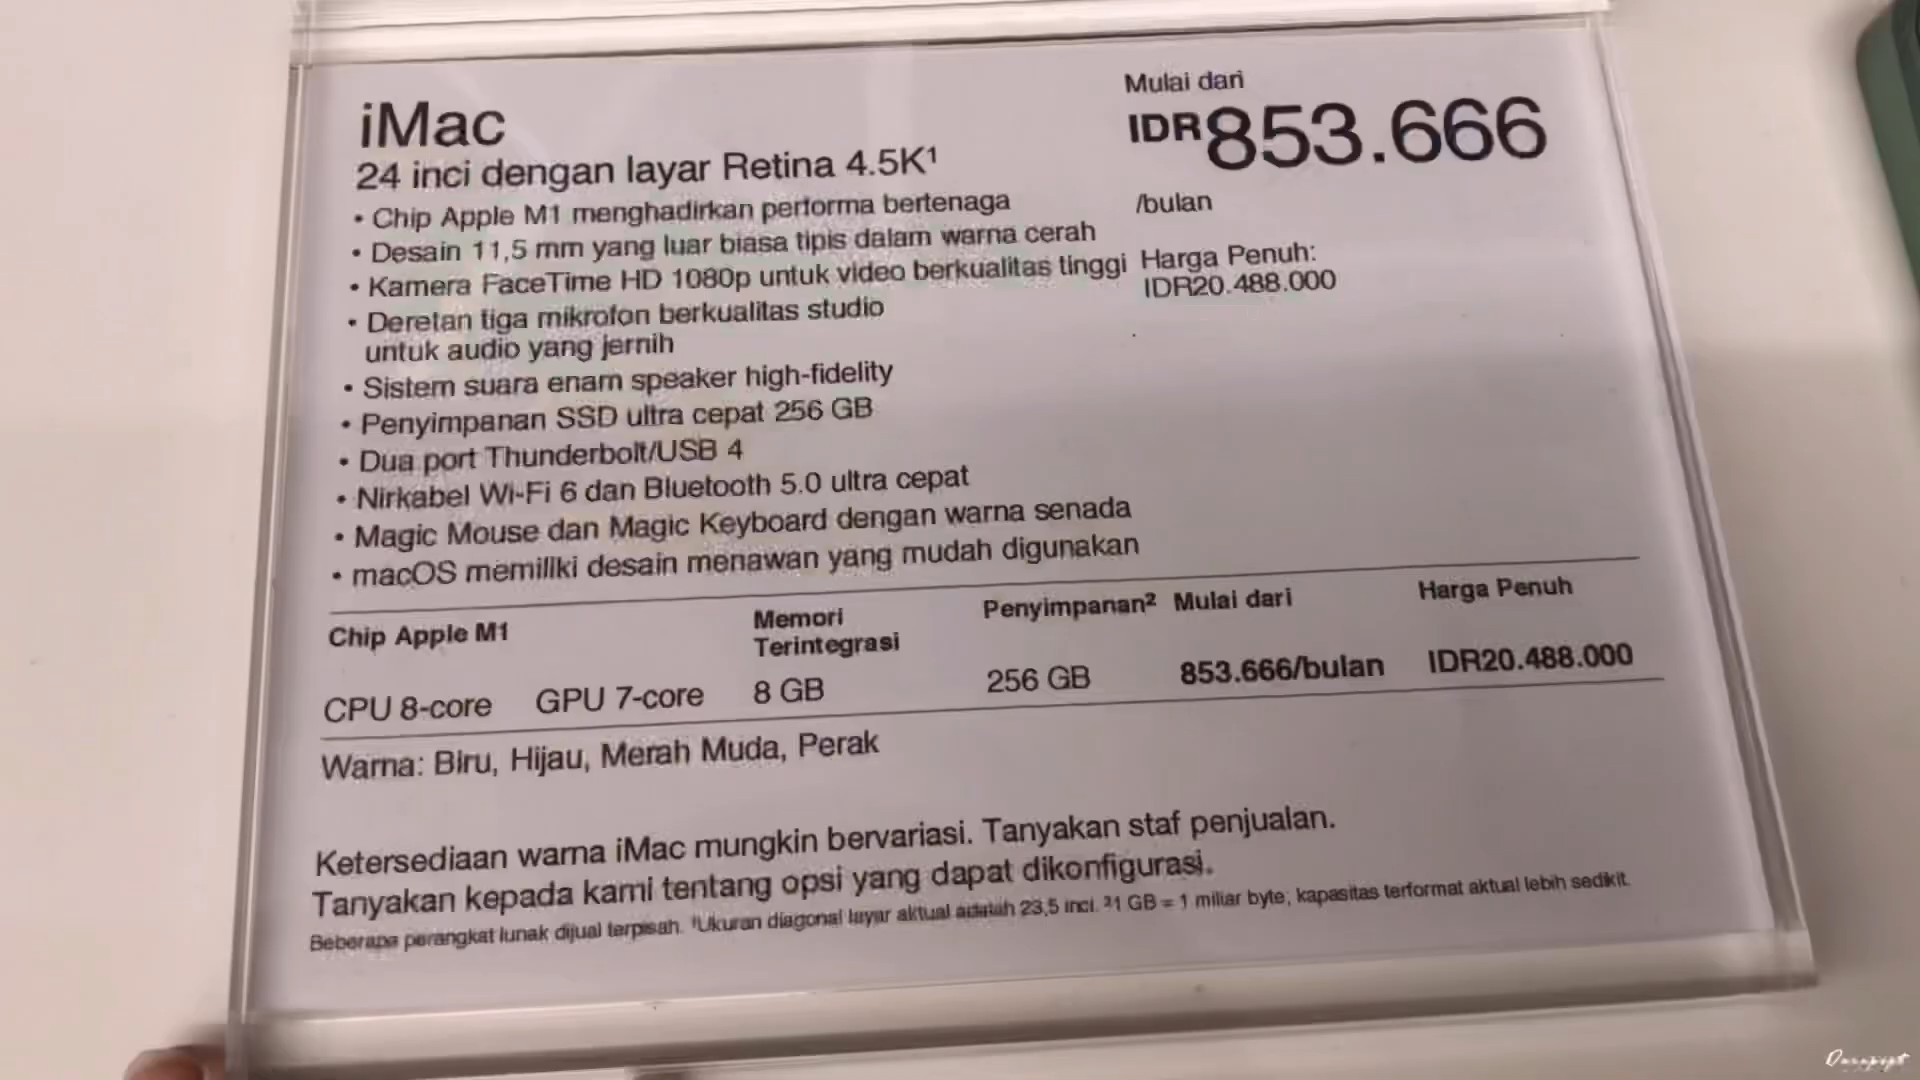 iMac
24 inci dengan layar Retina 4.5K¹
• Chip Apple M1 menghadirkan performa bertenaga
• Desain 11,5 mm yang luar biasa tipis dalam warna cerah
• Kamera FaceTime HD 1080p untuk video berkualitas tinggi
• Deretan tiga mikrofon berkualitas studio
untuk audio yang jernih
• Sistem suara enam speaker high-fidelity
• Penyimpanan SSD ultra cepat 256 GB
• Dua port Thunderbolt/USB 4
• Nirkabel Wi-Fi 6 dan Bluetooth 5.0 ultra cepat
• Magic Mouse dan Magic Keyboard dengan warna senada
• macOS memiliki desain menawan yang mudah digunakan
Mulai dari
IDR853.666
/bulan
Harga Penuh:
IDR20.488.000
Chip Apple M1 Memori Terintegrasi Penyimpanan² Mulai dari Harga Penuh
CPU 8-core GPU 7-core 8 GB 256 GB 853.666/bulan IDR20.488.000
Warna: Biru, Hijau, Merah Muda, Perak
Ketersediaan warna iMac mungkin bervariasi. Tanyakan staf penjualan.
Tanyakan kepada kami tentang opsi yang dapat dikonfigurasi.
Beberapa perangkat lunak dijual terpisah. ¹Ukuran diagonal layar aktual adalah 23,5 inci. ²1 GB = 1 miliar byte; kapasitas terformat aktual lebih sedikit.